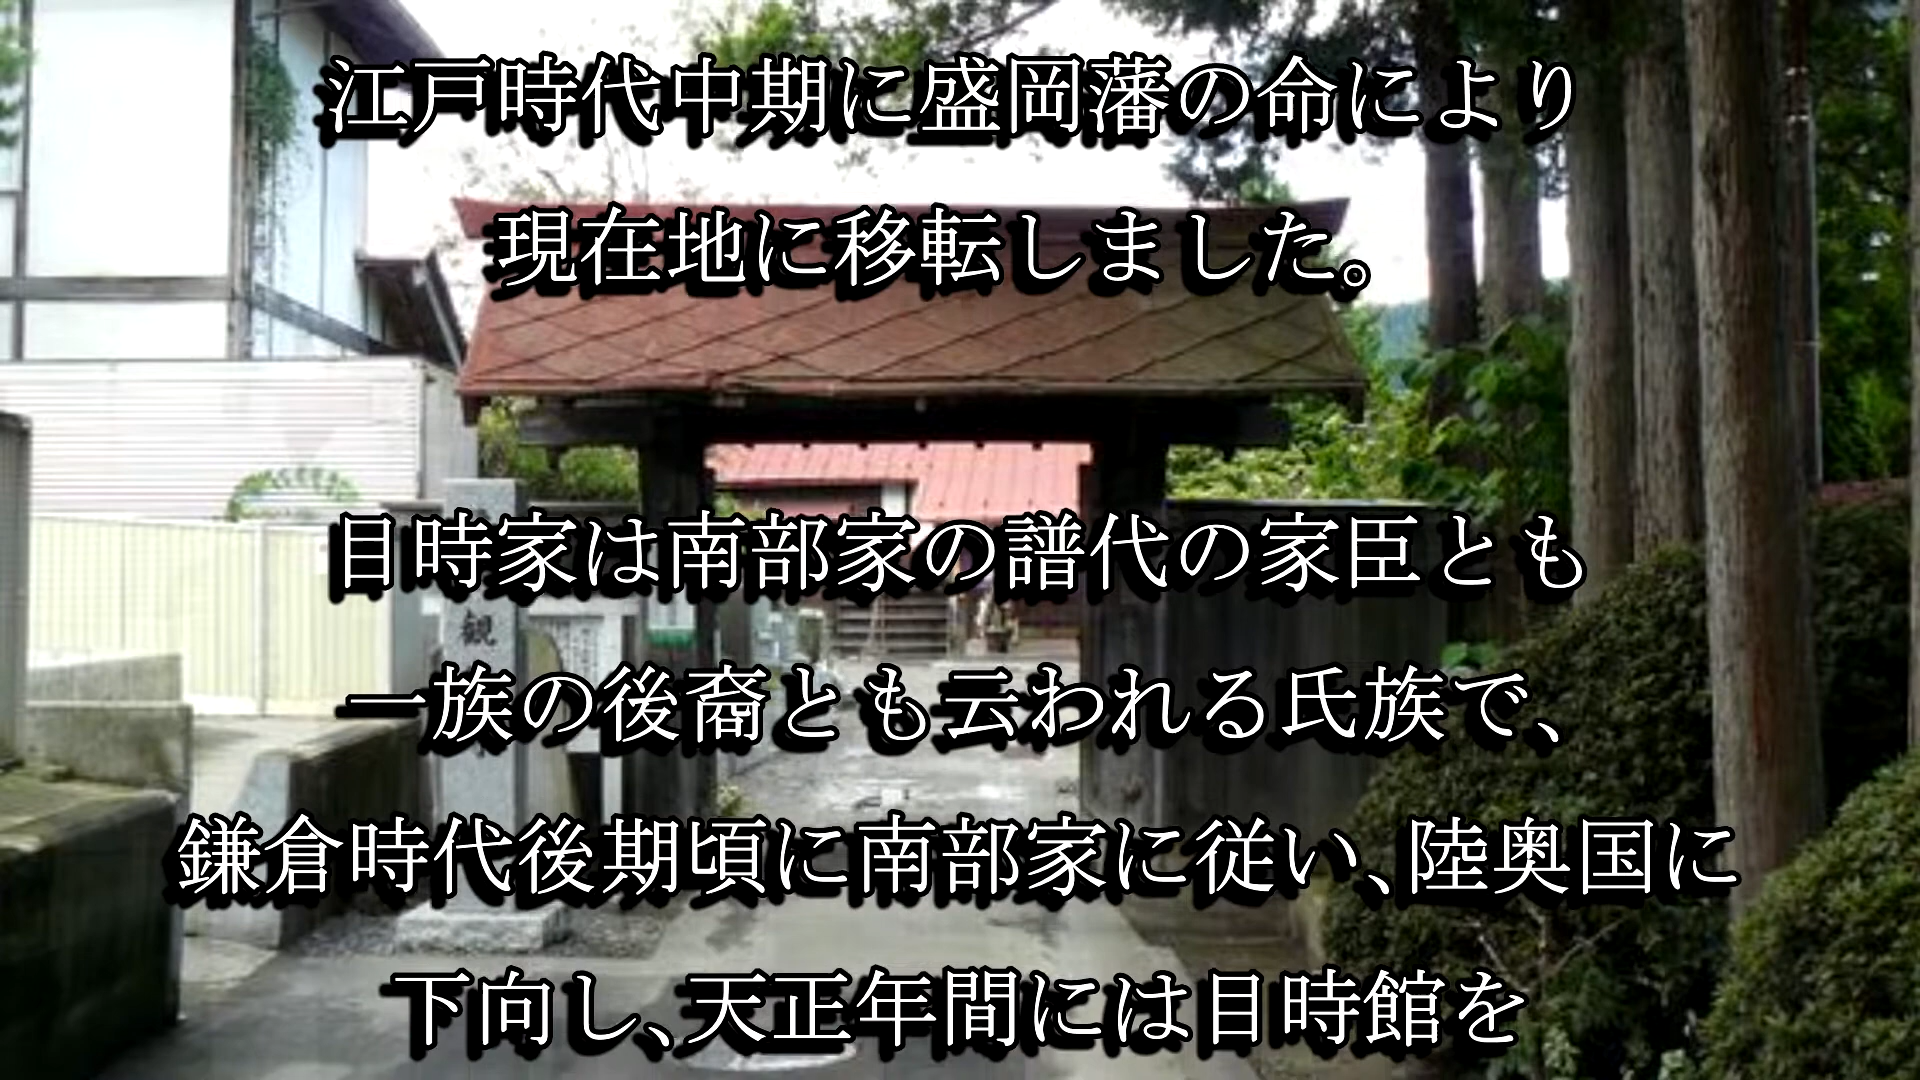 江戸時代中期に盛岡藩の命により
現在地に移転しました。
目時家は南部家の譜代の家臣とも
一族の後裔とも云われる氏族で、
鎌倉時代後期頃に南部家に従い、陸奥国に
下向し、天正年間には目時館を
観